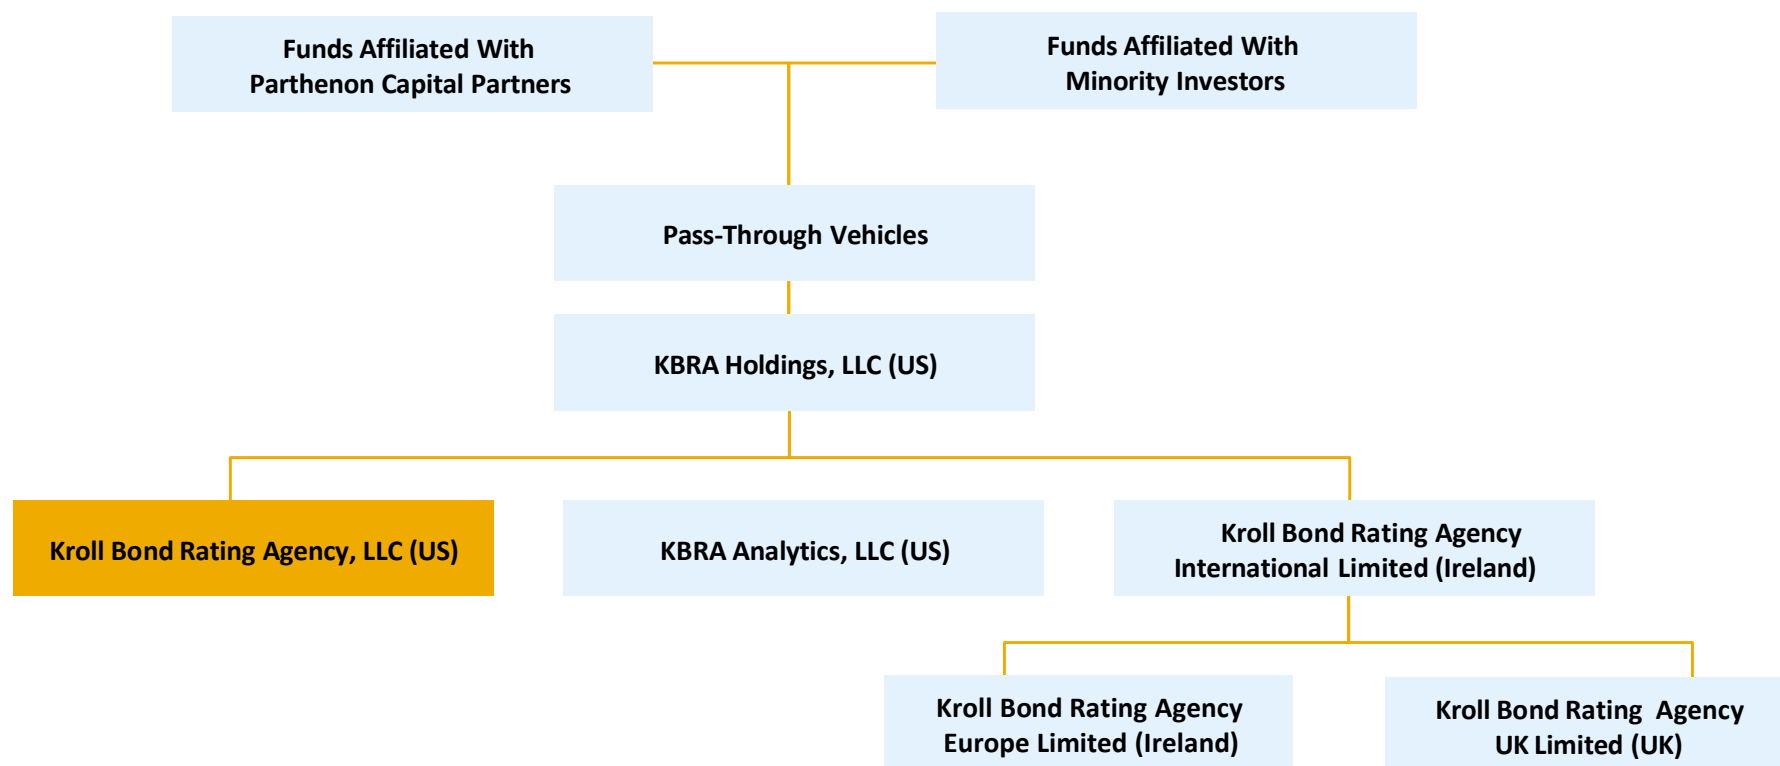 Funds Affiliated With
Parthenon Capital Partners
Funds Affiliated With
Minority Investors
Pass-Through Vehicles
KBRA Holdings, LLC (US)
Kroll Bond Rating Agency, LLC (US)
KBRA Analytics, LLC (US)
Kroll Bond Rating Agency
International Limited (Ireland)
Kroll Bond Rating Agency
Europe Limited (Ireland)
Kroll Bond Rating Agency
UK Limited (UK)